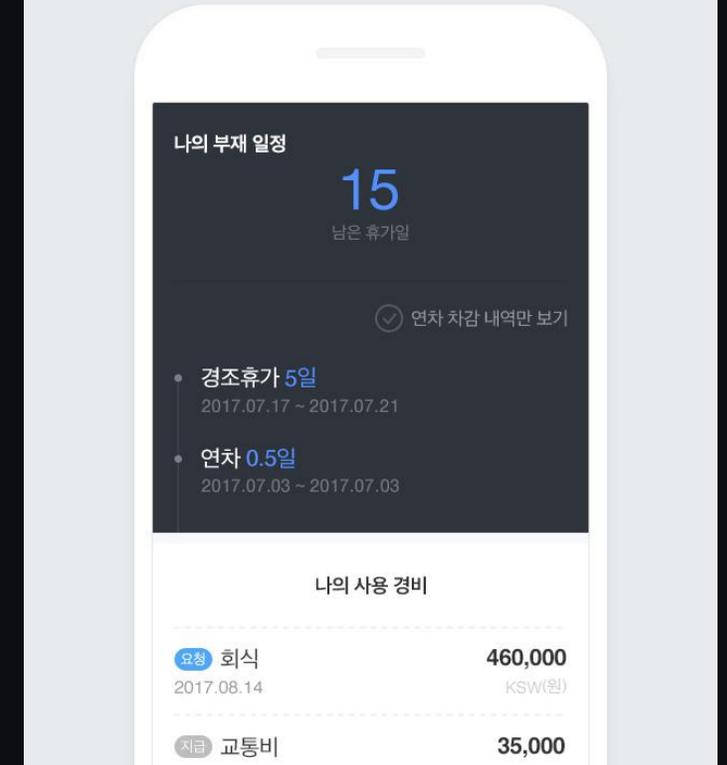 나의 부재 일정
15
남은 휴가일
연차 차감 내역만 보기
경조휴가 5일
2017.07.17 ~ 2017.07.21
연차 0.5일
2017.07.03 ~ 2017.07.03
나의 사용 경비
요청 회식 460,000
2017.08.14 KSW(원)
지급 교통비 35,000